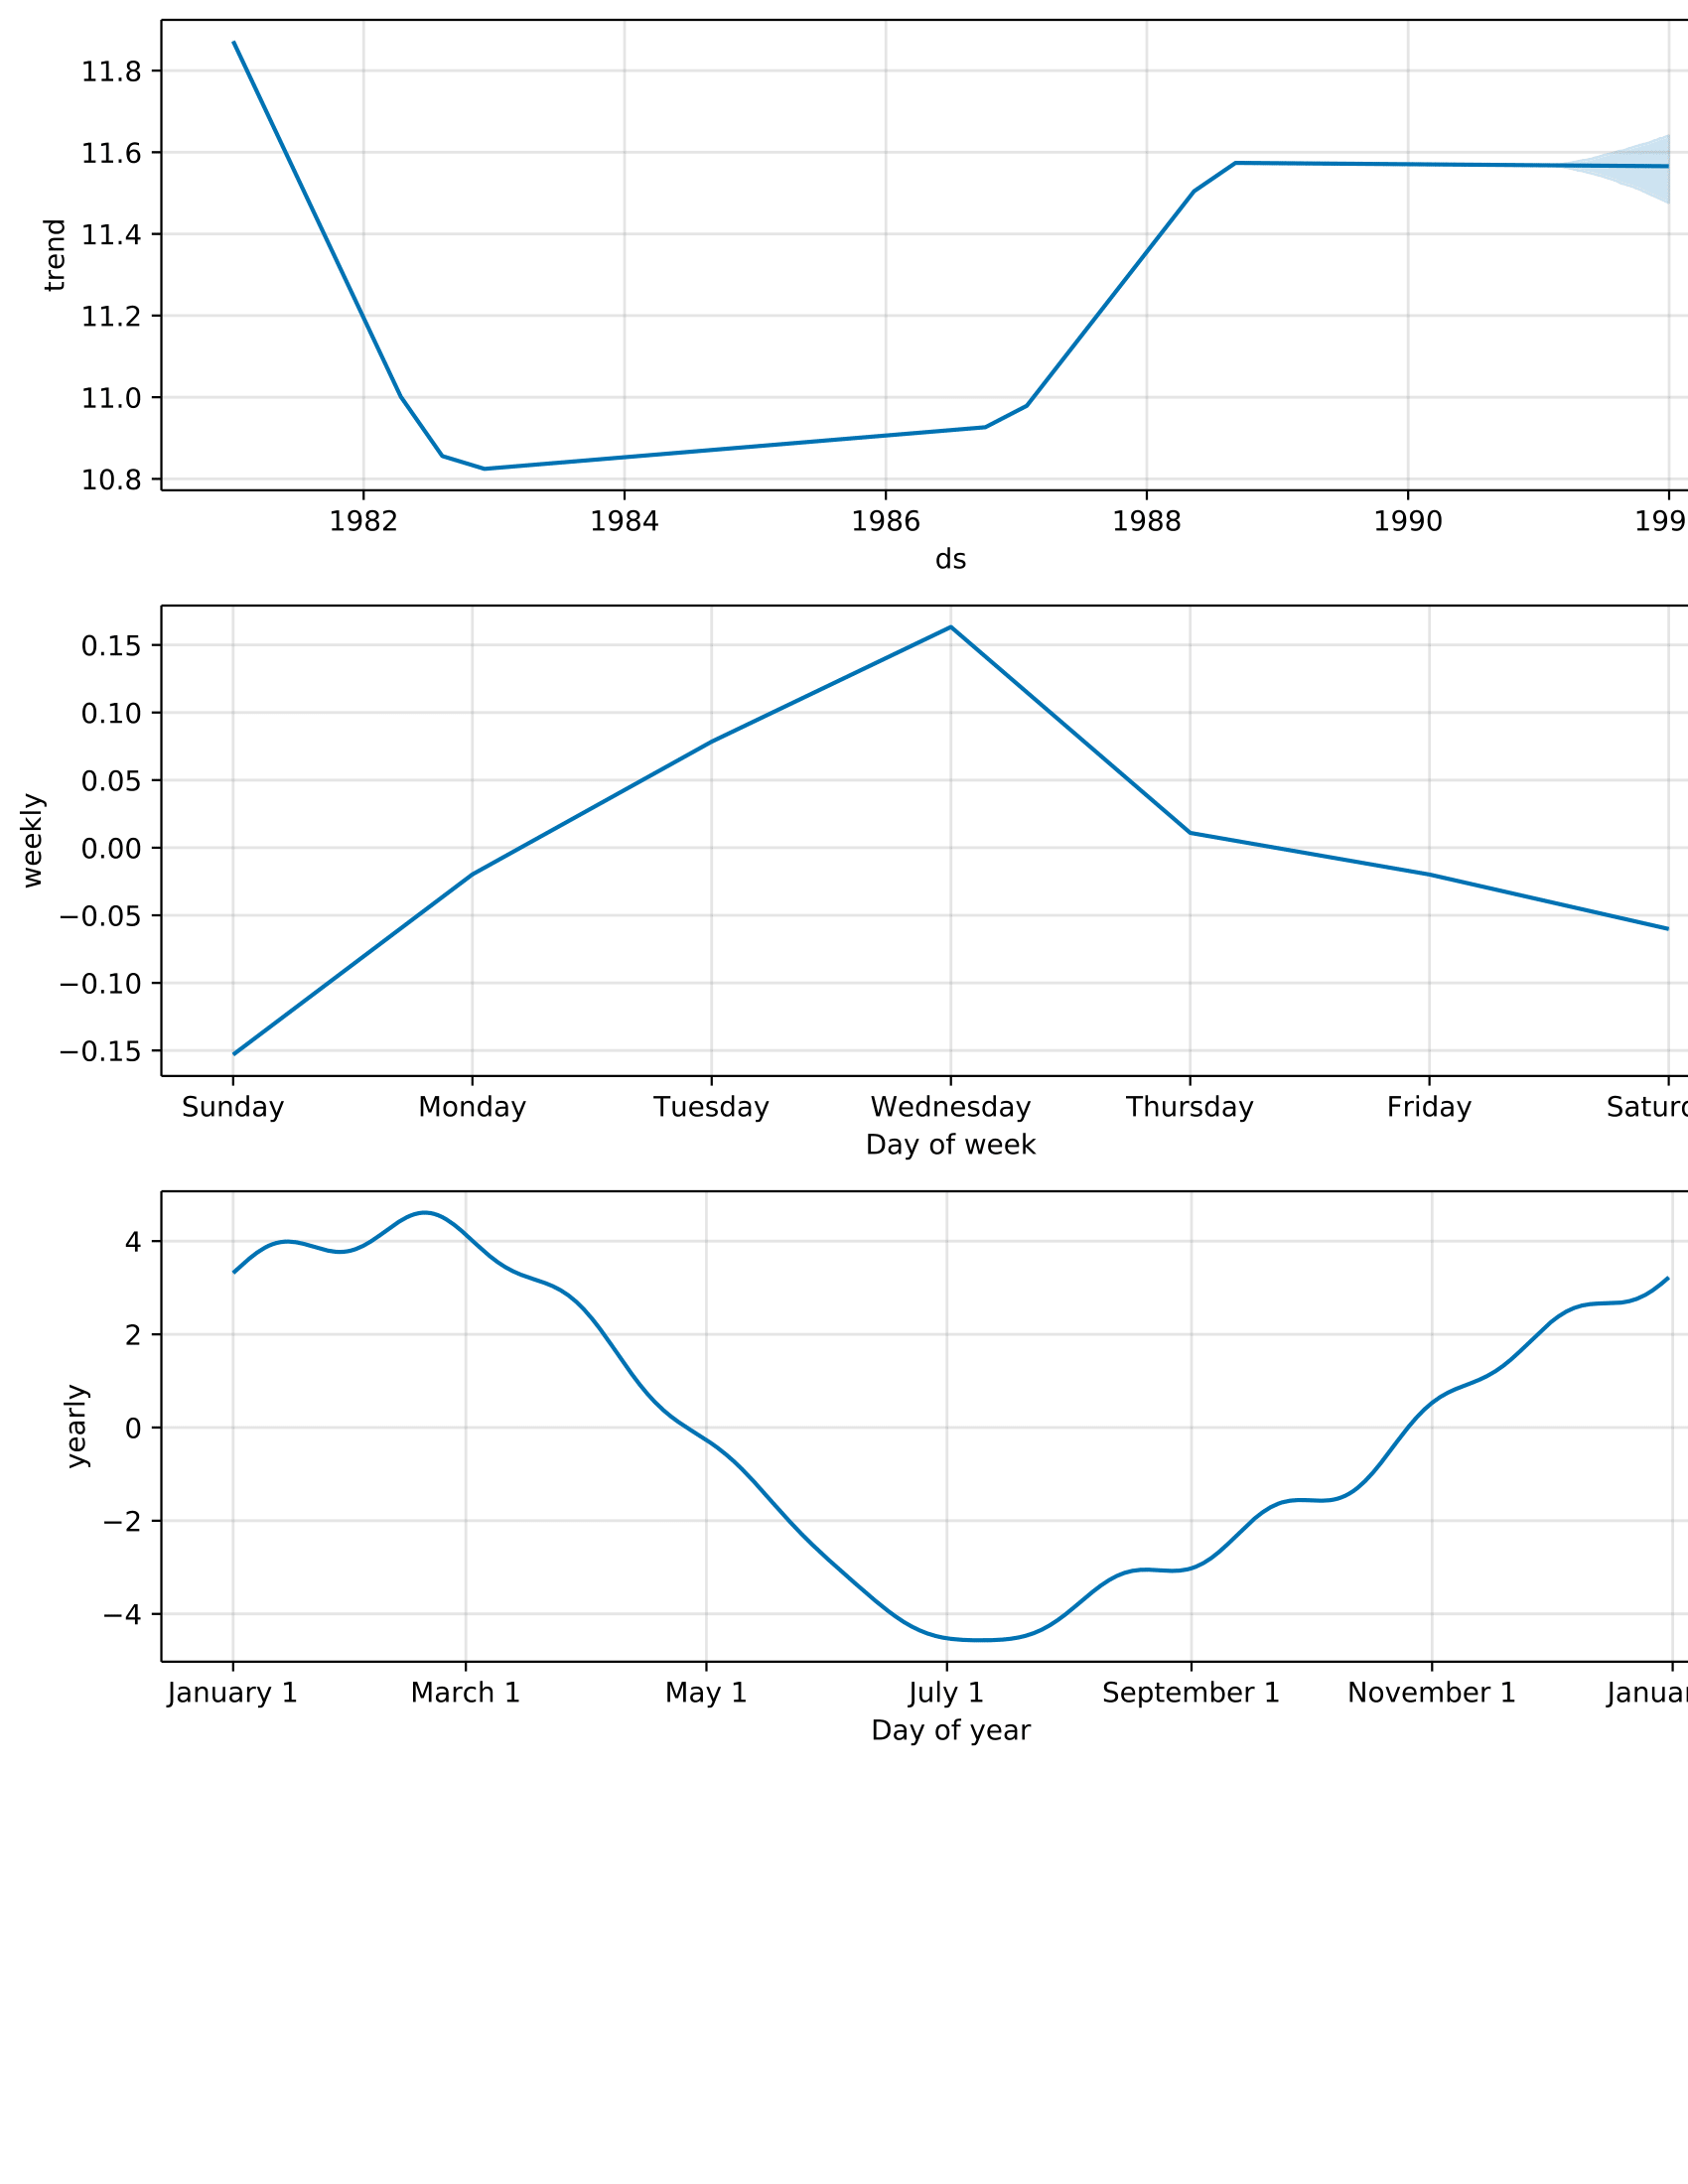 11.8
11.6
11.4
11.2
11.0
10.8
trend
1982 1984 1986 1988 1990 199
ds
0.15
0.10
0.05
0.00
−0.05
−0.10
−0.15
weekly
Sunday Monday Tuesday Wednesday Thursday Friday Satur
Day of week
4
2
0
−2
−4
yearly
January 1 March 1 May 1 July 1 September 1 November 1 Janua
Day of year